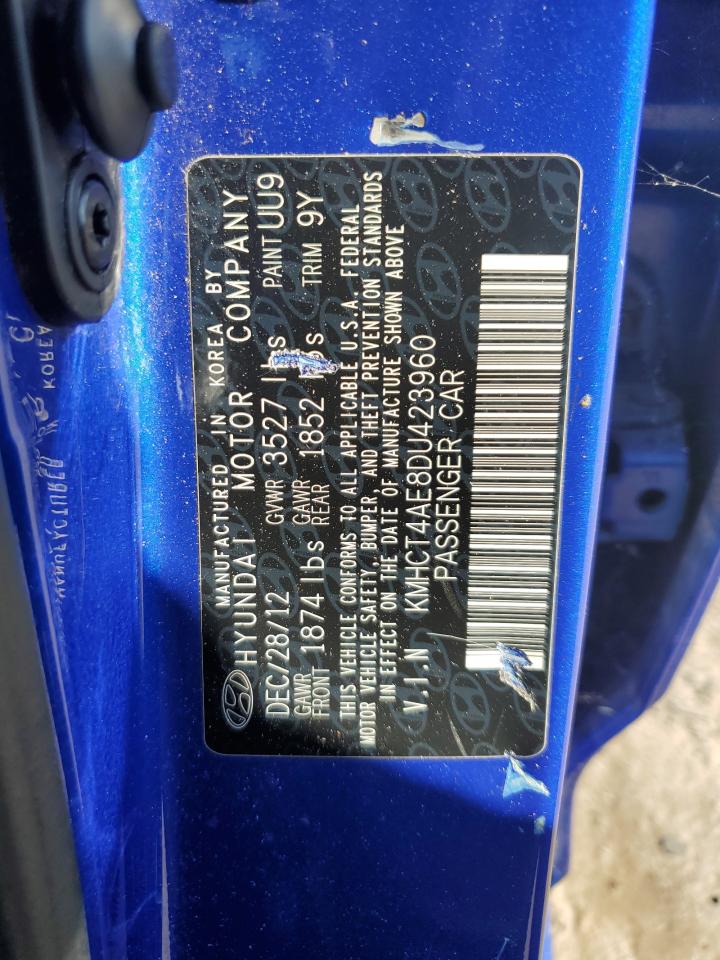 MANUFACTURED IN KOREA BY
HYUNDAI MOTOR COMPANY
DEC/28/12 GVWR 3527 lbs PAINT UU9
GAWR FRONT 1874 lbs GAWR REAR 1852 lbs TRIM 9Y
THIS VEHICLE CONFORMS TO ALL APPLICABLE U.S.A. FEDERAL
MOTOR VEHICLE SAFETY, BUMPER, AND THEFT PREVENTION STANDARDS
IN EFFECT ON THE DATE OF MANUFACTURE SHOWN ABOVE
V.I.N KMHCT4AE8DU423960
PASSENGER CAR